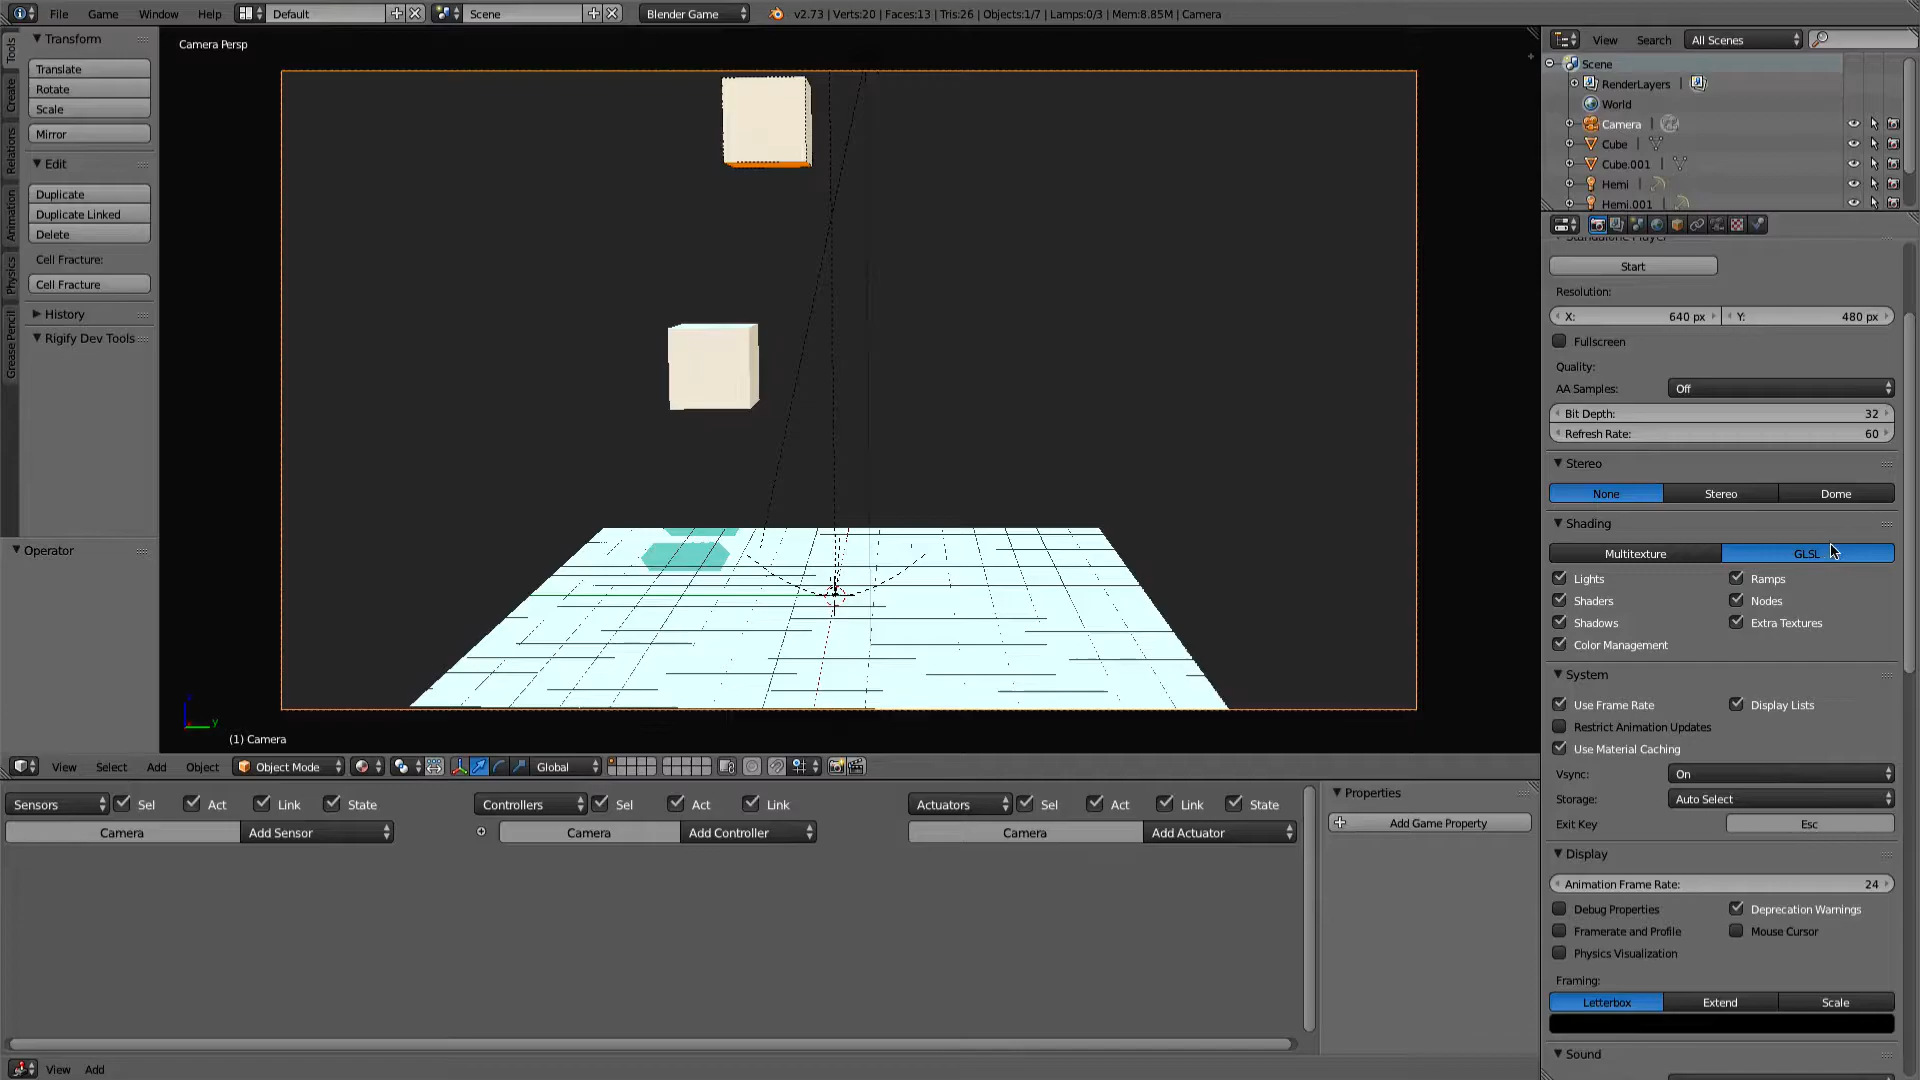 File Game Window Help Default Scene Blender Game v2.73 | Verts:20 | Faces:13 | Tris:26 | Objects:1/7 | Lamps:0/3 | Mem:8.85M | Camera
Tools
Create
Relations
Animation
Physics
Grease Pencil
Transform
Translate
Rotate
Scale
Mirror
Edit
Duplicate
Duplicate Linked
Delete
Cell Fracture:
Cell Fracture
History
Rigify Dev Tools
Operator
Camera Persp
y
(1) Camera
View Select Add Object Object Mode Global
Sensors Sel Act Link State Controllers Sel Act Link Actuators Sel Act Link State
Camera Add Sensor Camera Add Controller Camera Add Actuator
Properties
Add Game Property
View Add
View Search All Scenes
Scene
RenderLayers |
World
Camera |
Cube |
Cube.001 |
Hemi |
Hemi.001 |
Standalone Player
Start
Resolution:
X: 640 px Y: 480 px
Fullscreen
Quality:
AA Samples: Off
Bit Depth: 32
Refresh Rate: 60
Stereo
None Stereo Dome
Shading
Multitexture GLSL
Lights Ramps
Shaders Nodes
Shadows Extra Textures
Color Management
System
Use Frame Rate Display Lists
Restrict Animation Updates
Use Material Caching
Vsync: On
Storage: Auto Select
Exit Key Esc
Display
Animation Frame Rate: 24
Debug Properties Deprecation Warnings
Framerate and Profile Mouse Cursor
Physics Visualization
Framing:
Letterbox Extend Scale
Sound